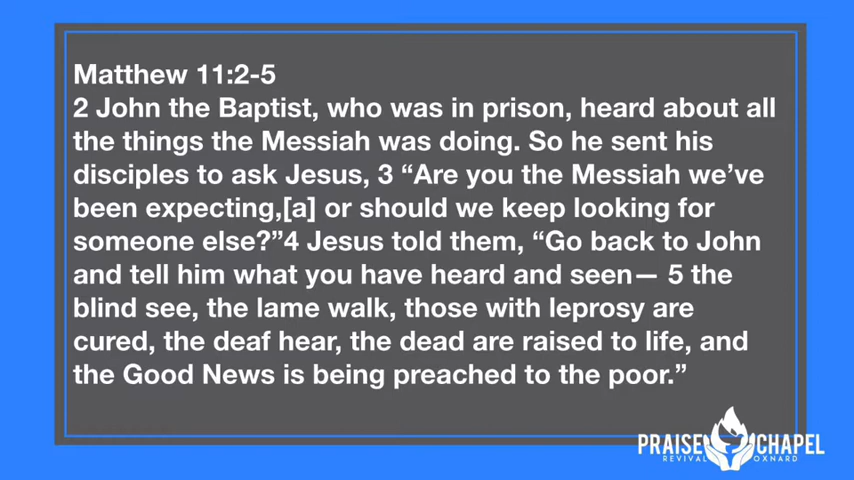 Matthew 11:2-5
2 John the Baptist, who was in prison, heard about all
the things the Messiah was doing. So he sent his
disciples to ask Jesus, 3 “Are you the Messiah we’ve
been expecting,[a] or should we keep looking for
someone else?”4 Jesus told them, “Go back to John
and tell him what you have heard and seen— 5 the
blind see, the lame walk, those with leprosy are
cured, the deaf hear, the dead are raised to life, and
the Good News is being preached to the poor.”
PRAISE CHAPEL
REVIVAL OXNARD